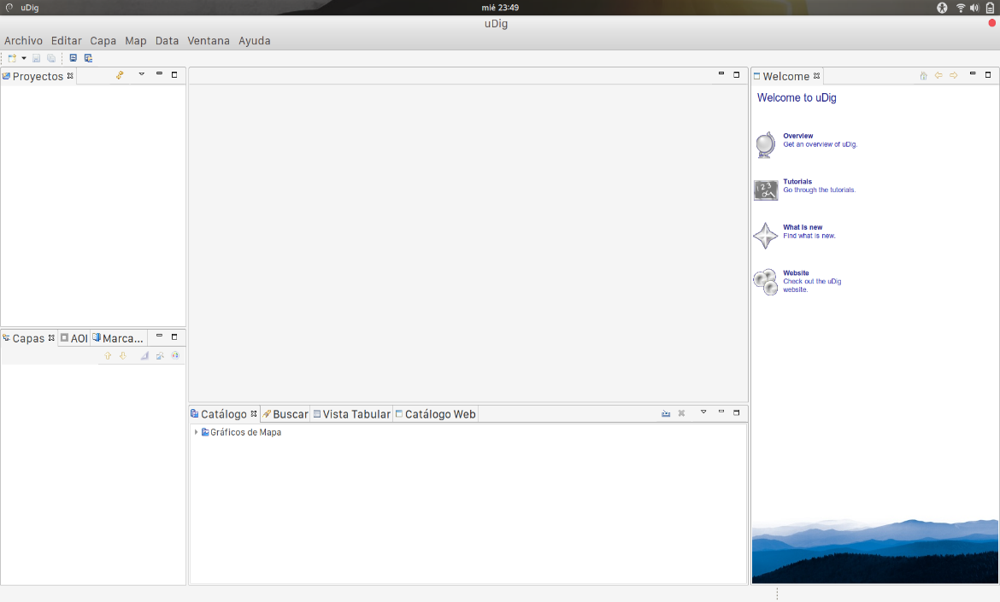 uDig
mié 23:49
uDig
Archivo Editar Capa Map Data Ventana Ayuda
Proyectos
Welcome
Welcome to uDig
Overview
Get an overview of uDig.
Tutorials
Go through the tutorials.
What is new
Find what is new.
Website
Check out the uDig
website.
Capas AOI Marca...
Catálogo Buscar Vista Tabular Catálogo Web
Gráficos de Mapa